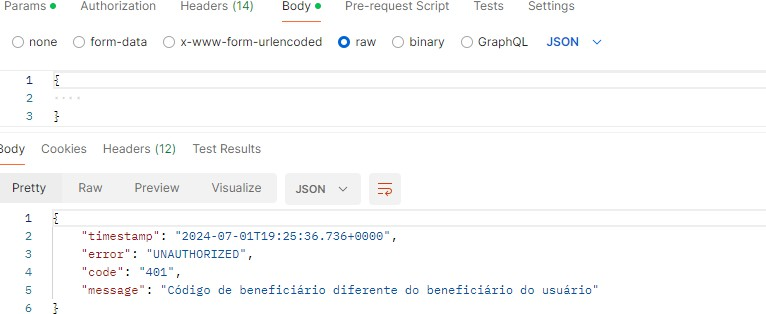 Params Authorization Headers (14) Body Pre-request Script Tests Settings
none form-data x-www-form-urlencoded raw binary GraphQL JSON
1 {
2 ····
3 }
Body Cookies Headers (12) Test Results
Pretty Raw Preview Visualize JSON
1 {
2 "timestamp": "2024-07-01T19:25:36.736+0000",
3 "error": "UNAUTHORIZED",
4 "code": "401",
5 "message": "Código de beneficiário diferente do beneficiário do usuário"
6 }